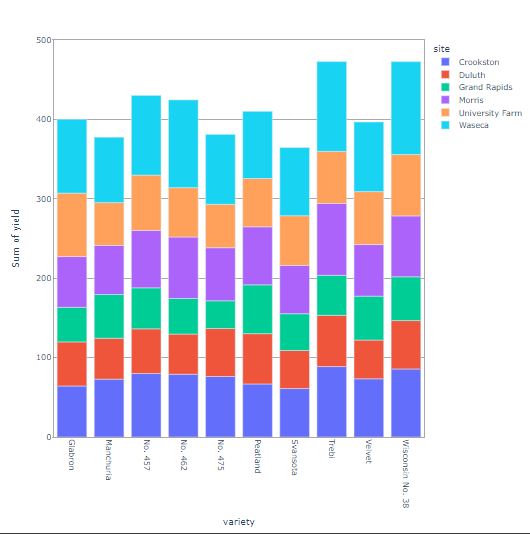 500
400
300
200
100
0
Sum of yield
Glabron
Manchuria
No. 457
No. 462
No. 475
Peatland
Svansota
Trebi
Velvet
Wisconsin No. 38
variety
site
Crookston
Duluth
Grand Rapids
Morris
University Farm
Waseca